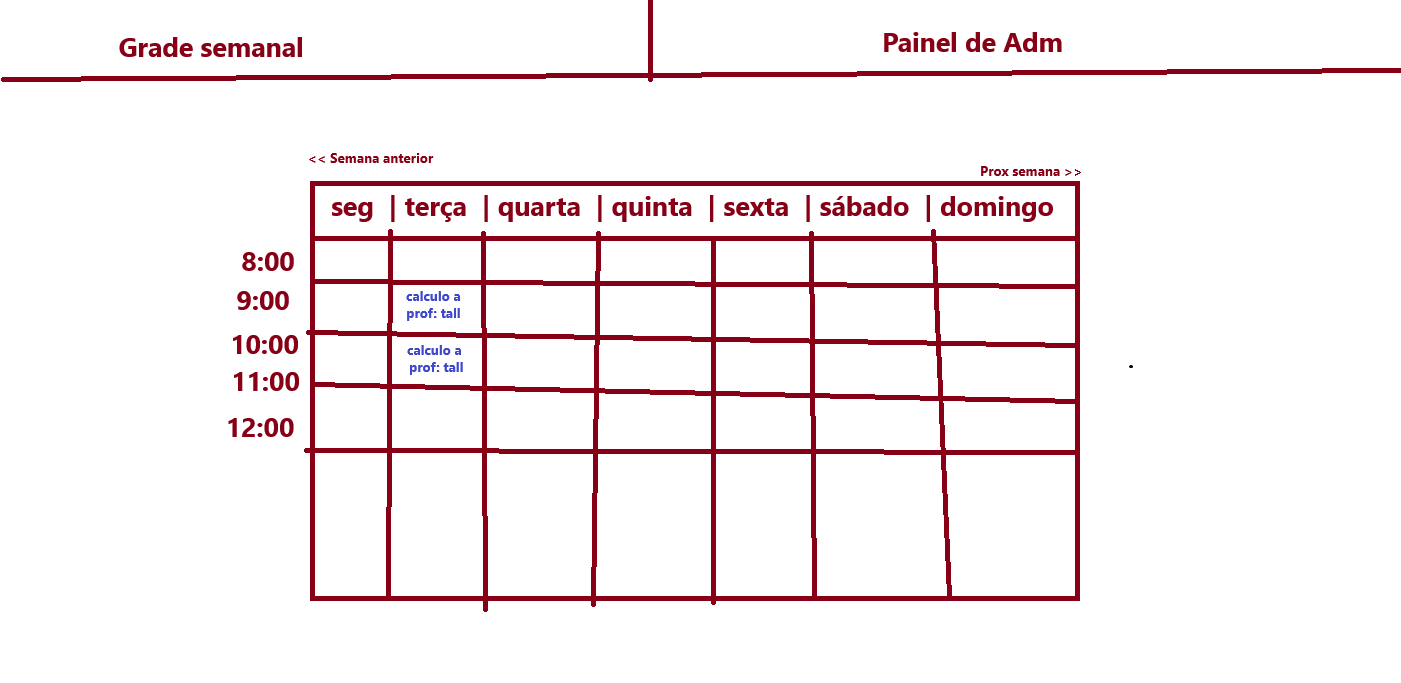 Grade semanal
Painel de Adm
<< Semana anterior
Prox semana >>
seg | terça | quarta | quinta | sexta | sábado | domingo
8:00
9:00
calculo a
prof: tall
10:00
calculo a
prof: tall
11:00
12:00